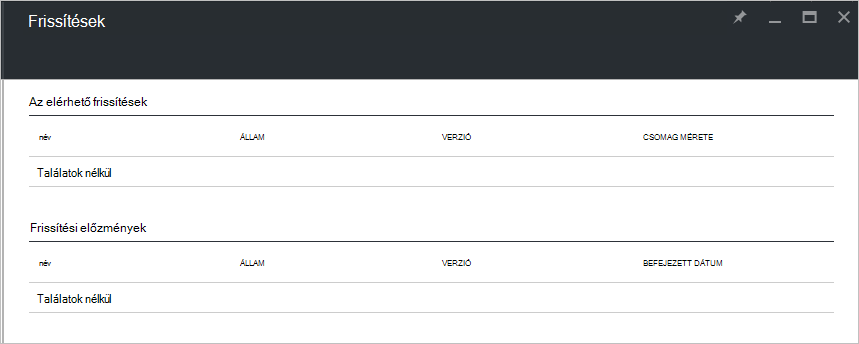 Frissítések
Az elérhető frissítések
név ÁLLAM VERZIÓ CSOMAG MÉRETE
Találatok nélkül
Frissítési előzmények
név ÁLLAM VERZIÓ BEFEJEZETT DÁTUM
Találatok nélkül